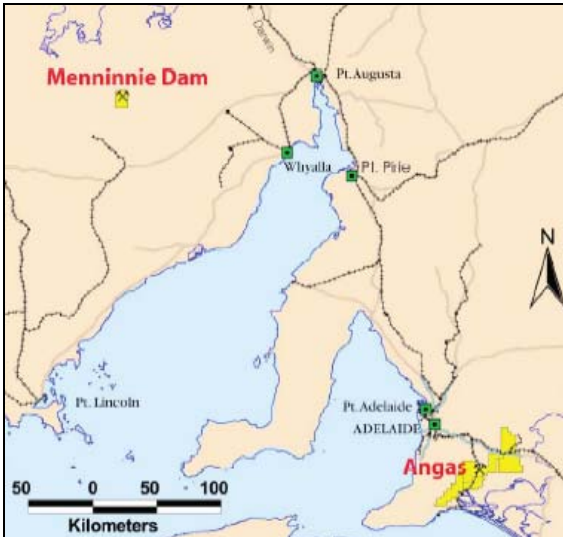 Darwin
Menninnie Dam
Pt.Augusta
Whyalla
Pt. Pirie
N
Pt. Lincoln
Pt.Adelaide
ADELAIDE
Angas
50 0 50 100
Kilometers